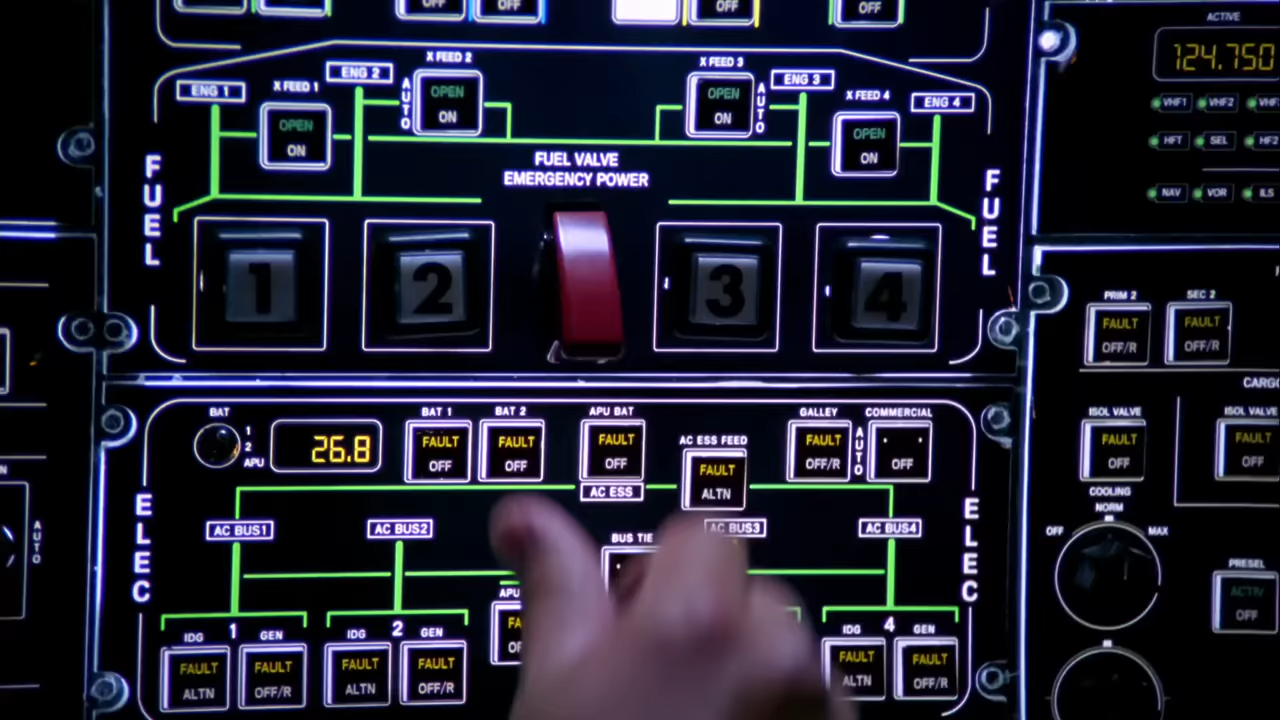 OFF
OFF
OFF
OFF
OFF
ACTIVE
124.750
VHF1
VHF2
HFT
SEL
HF2
NAV
VOR
ILS
X FEED 2
X FEED 3
ENG 2
ENG 3
ENG 1
X FEED 1
X FEED 4
ENG 4
AUTO
OPEN
ON
OPEN
ON
AUTO
OPEN
ON
OPEN
ON
FUEL VALVE
EMERGENCY POWER
FUEL
FUEL
1
2
3
4
PRIM 2
SEC 2
FAULT
OFF/R
FAULT
OFF/R
ISOL VALVE
ISOL VALVE
FAULT
OFF
FAULT
OFF
COOLING
NORM
OFF
MAX
PRESEL
OFF
BAT
1
2
APU
26.8
BAT 1
FAULT
OFF
BAT 2
FAULT
OFF
APU BAT
FAULT
OFF
AC ESS FEED
FAULT
ALTN
GALLEY
FAULT
OFF/R
AUTO
COMMERCIAL
OFF
AC ESS
ELEC
ELEC
AC BUS1
AC BUS2
AC BUS3
AC BUS4
BUS TIE
APU
AUTO
IDG
1
GEN
FAULT
ALTN
FAULT
OFF/R
IDG
2
GEN
FAULT
ALTN
FAULT
OFF/R
IDG
4
GEN
FAULT
ALTN
FAULT
OFF/R